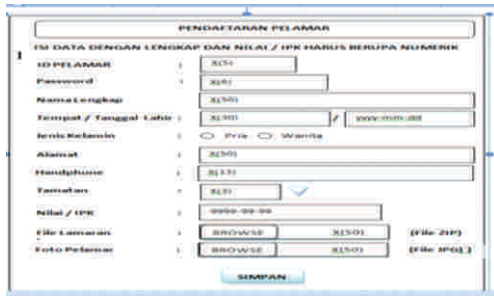 PENDAFTARAN PELAMAR
ISI DATA DENGAN LENGKAP DAN NILAI / IPK HARUS BERUPA NUMERIK
ID PELAMAR : X(5)
Password : X(6)
Nama Lengkap X(50)
Tempat / Tanggal Lahir : X(30) / yyyy-mm-dd
Jenis Kelamin : Pria Wanita
Alamat : X(50)
Handphone : X(13)
Tamatan : X(3)
Nilai / IPK : 9999-99-99
File Lamaran : BROWSE X(50) (File ZIP)
Foto Pelamar : BROWSE X(50) (File JPG)
SIMPAN